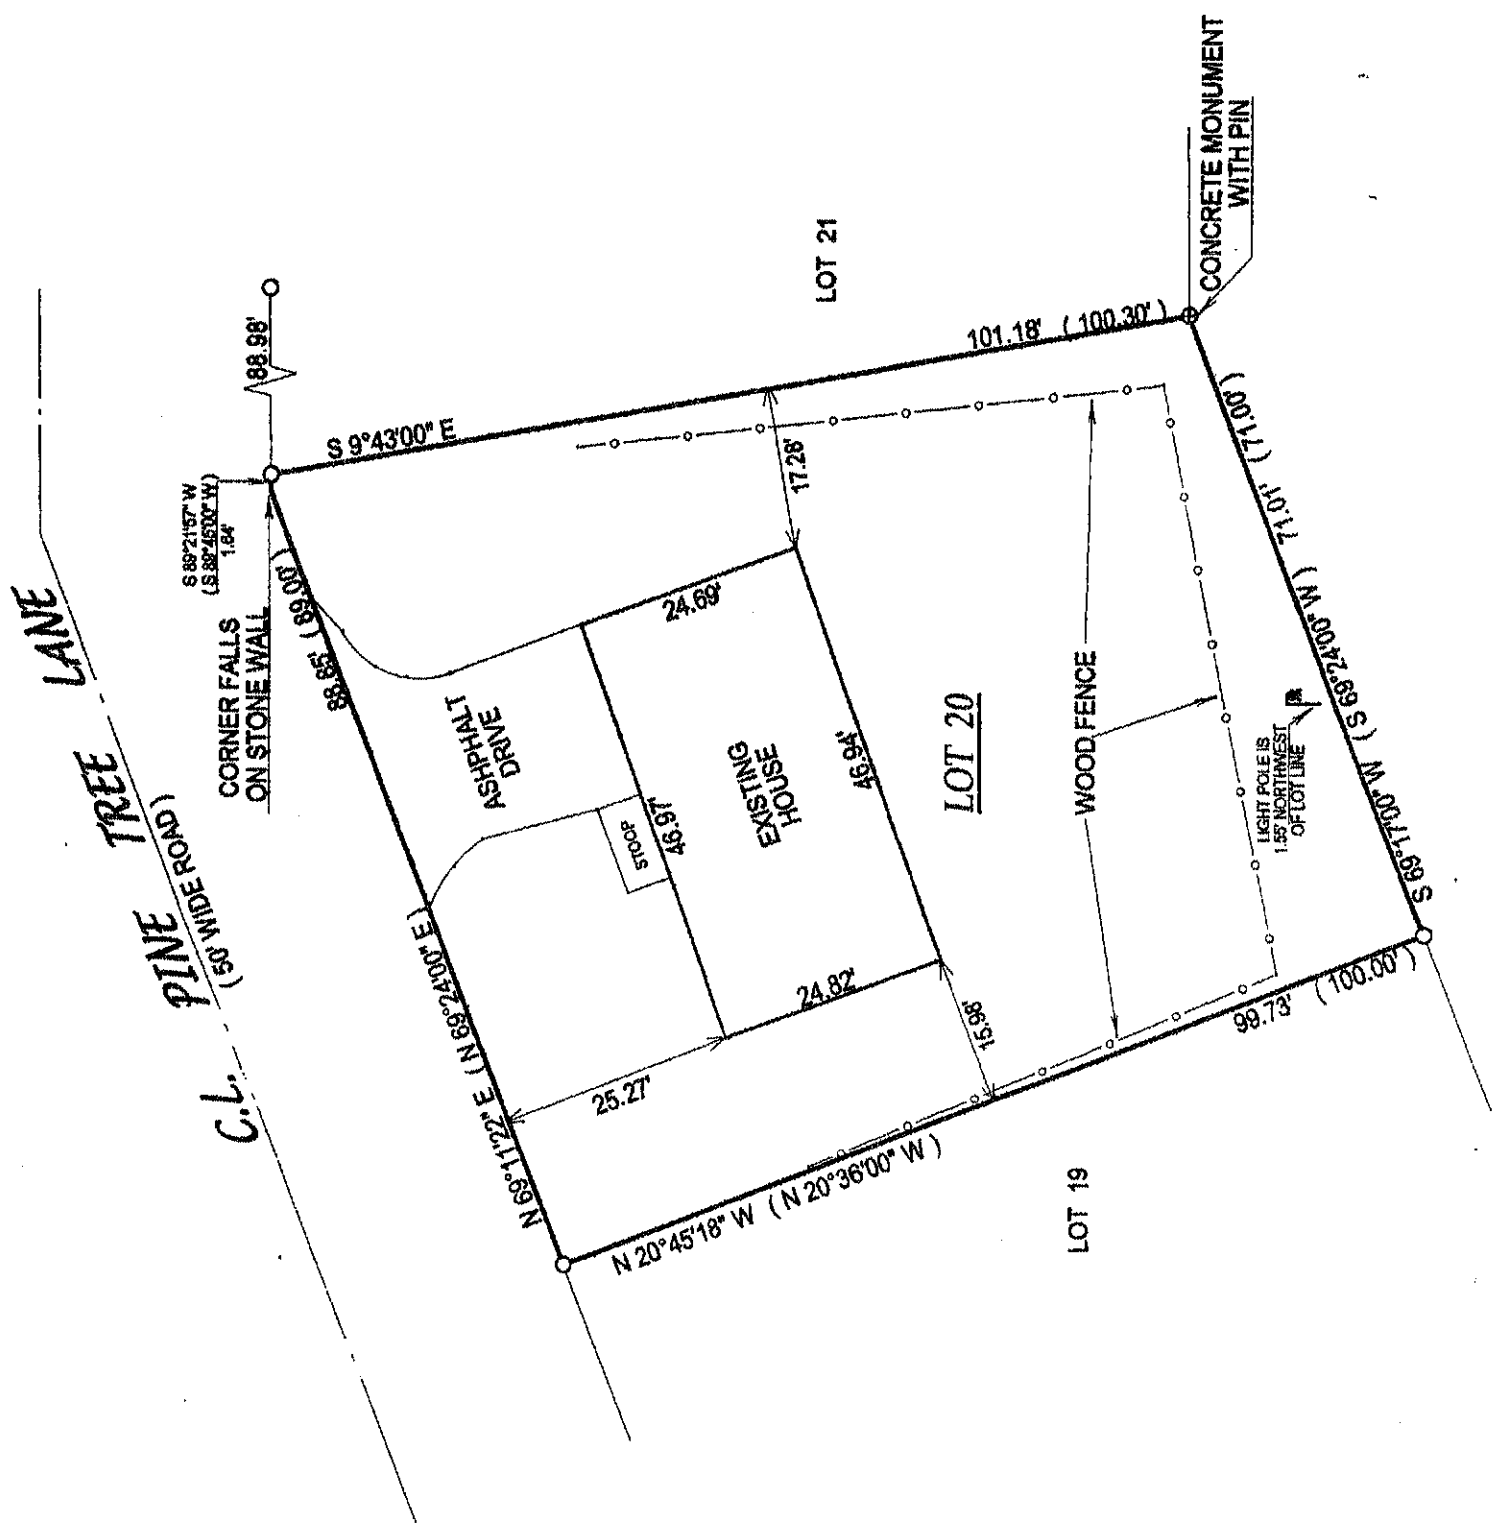 C.L. PINE TREE LANE
( 50' WIDE ROAD )
88.98'
S 89°21'57" W
( S 89°45'00" W )
1.64'
CORNER FALLS
ON STONE WALL
S 9°43'00" E
101.18' ( 100.30' )
LOT 21
CONCRETE MONUMENT
WITH PIN
N 69°11'22" E ( N 69°24'00" E )
88.85' ( 89.00' )
ASHPHALT
DRIVE
24.69'
17.28'
STOOP
46.97'
EXISTING
HOUSE
46.94'
25.27'
24.82'
15.98'
LOT 20
WOOD FENCE
LIGHT POLE IS
1.55' NORTHWEST
OF LOT LINE
S 69°17'00" W ( S 69°24'00" W ) 71.01' ( 71.00' )
N 20°45'18" W ( N 20°36'00" W )
99.73' ( 100.00' )
LOT 19